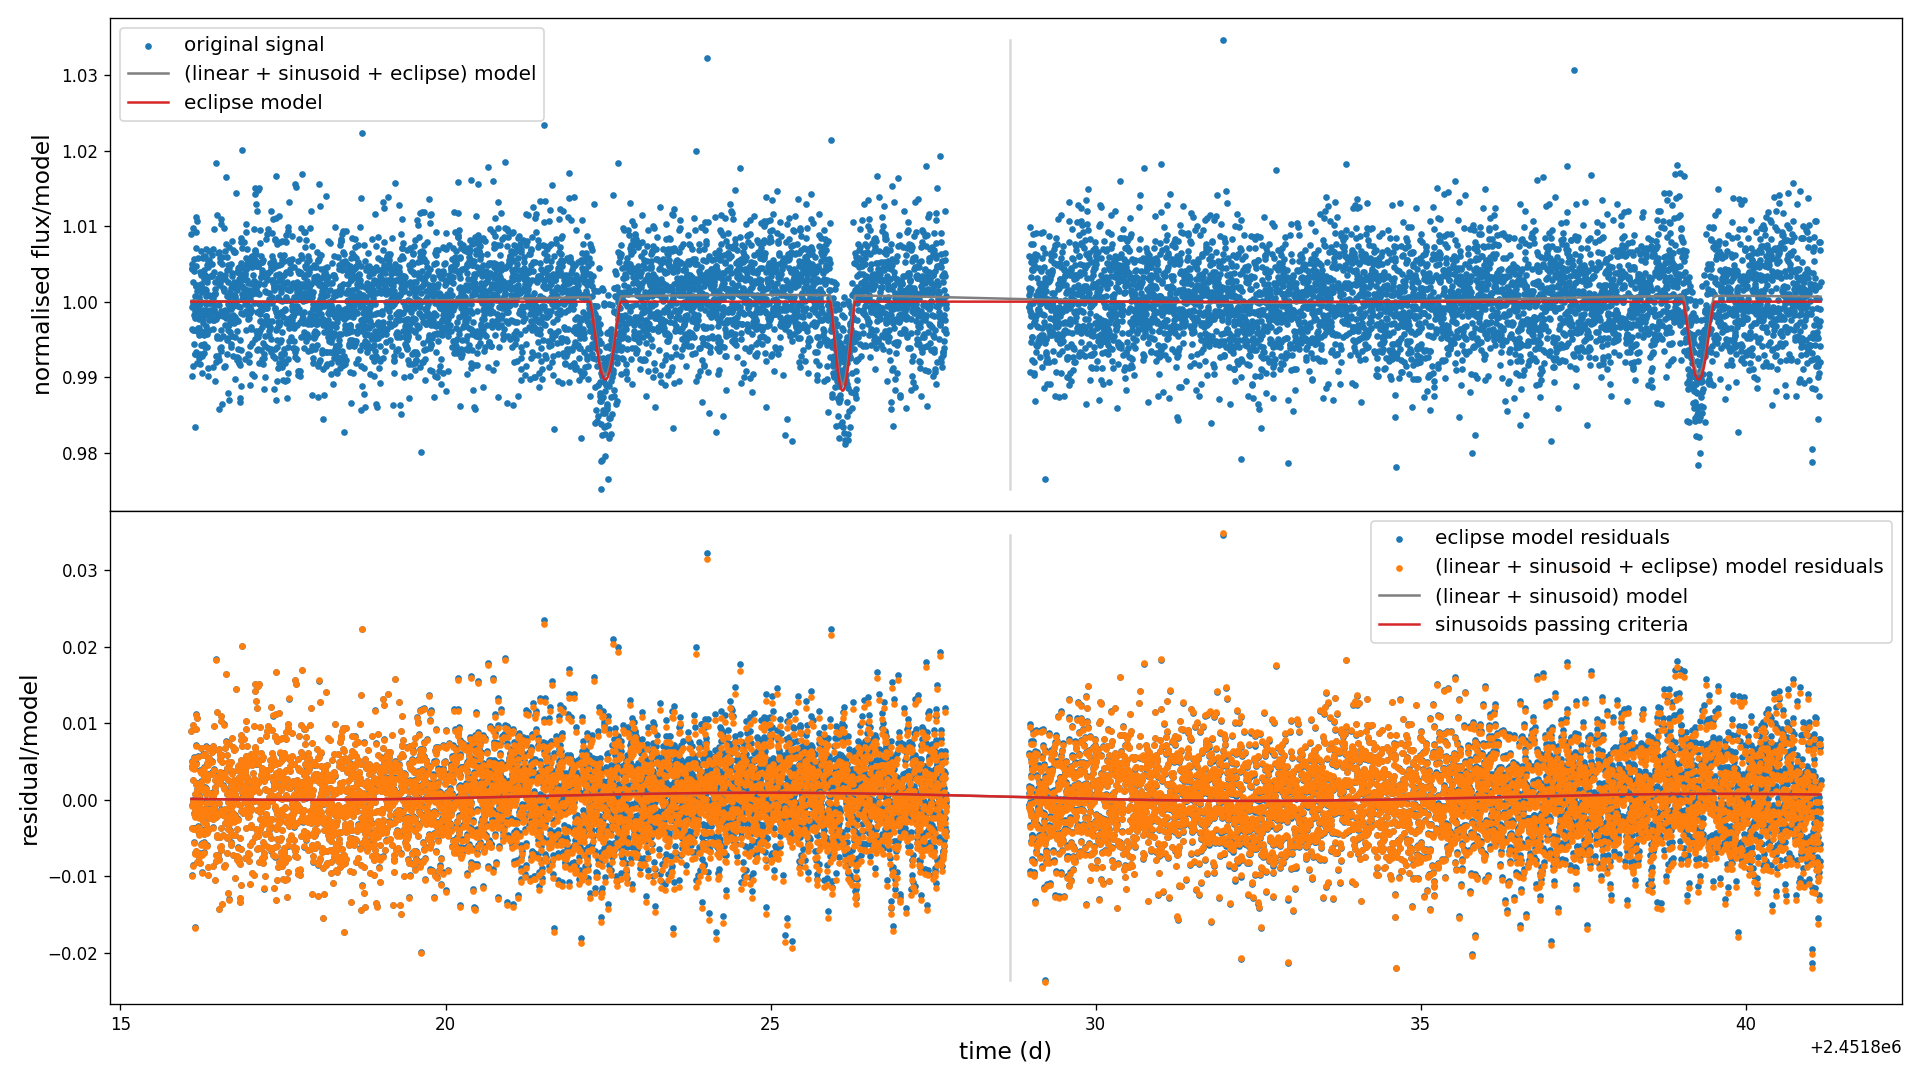 original signal
(linear + sinusoid + eclipse) model
eclipse model
1.03
1.02
1.01
1.00
0.99
0.98
normalised flux/model
eclipse model residuals
(linear + sinusoid + eclipse) model residuals
(linear + sinusoid) model
sinusoids passing criteria
0.03
0.02
0.01
0.00
−0.01
−0.02
residual/model
15
20
25
30
35
40
time (d)
+2.4518e6